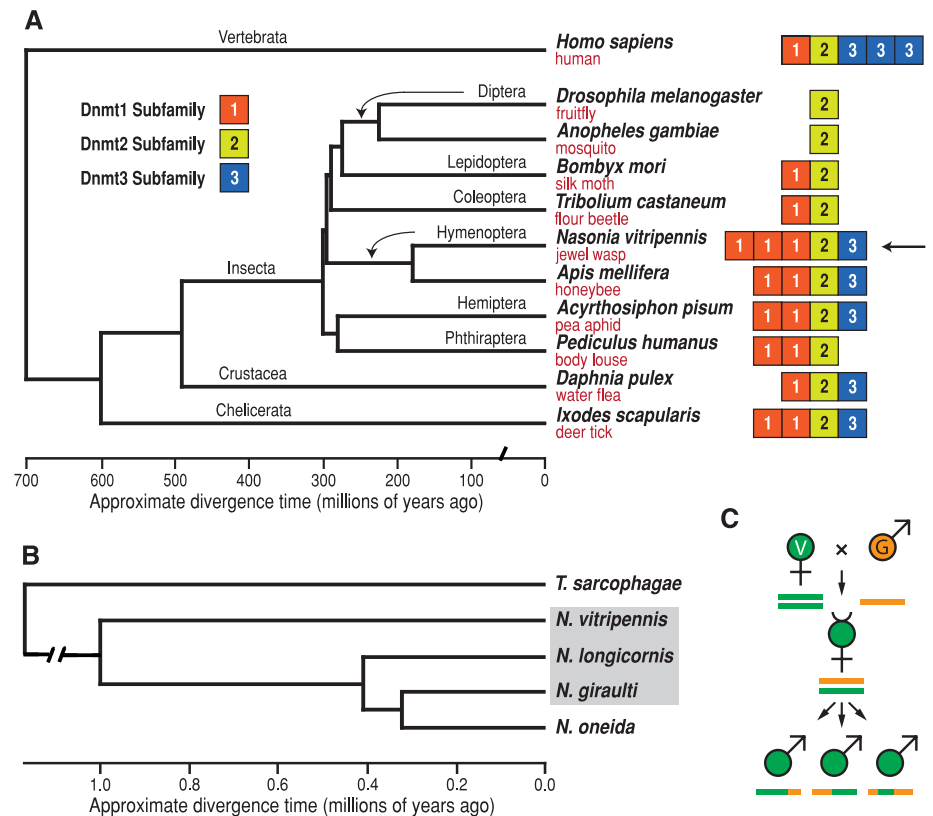 A
Vertebrata
Homo sapiens
human
1 2 3 3 3
Dnmt1 Subfamily 1
Dnmt2 Subfamily 2
Dnmt3 Subfamily 3
Diptera
Drosophila melanogaster
fruitfly
2
Anopheles gambiae
mosquito
2
Lepidoptera
Bombyx mori
silk moth
1 2
Coleoptera
Tribolium castaneum
flour beetle
1 2
Hymenoptera
Nasonia vitripennis
jewel wasp
1 1 1 2 3
Insecta
Apis mellifera
honeybee
1 1 2 3
Hemiptera
Acyrthosiphon pisum
pea aphid
1 1 2 3
Phthiraptera
Pediculus humanus
body louse
1 1 2
Crustacea
Daphnia pulex
water flea
1 2 3
Chelicerata
Ixodes scapularis
deer tick
1 1 2 3
700 600 500 400 300 200 100 0
Approximate divergence time (millions of years ago)
B
T. sarcophagae
N. vitripennis
N. longicornis
N. giraulti
N. oneida
1.0 0.8 0.6 0.4 0.2 0.0
Approximate divergence time (millions of years ago)
C
V × G